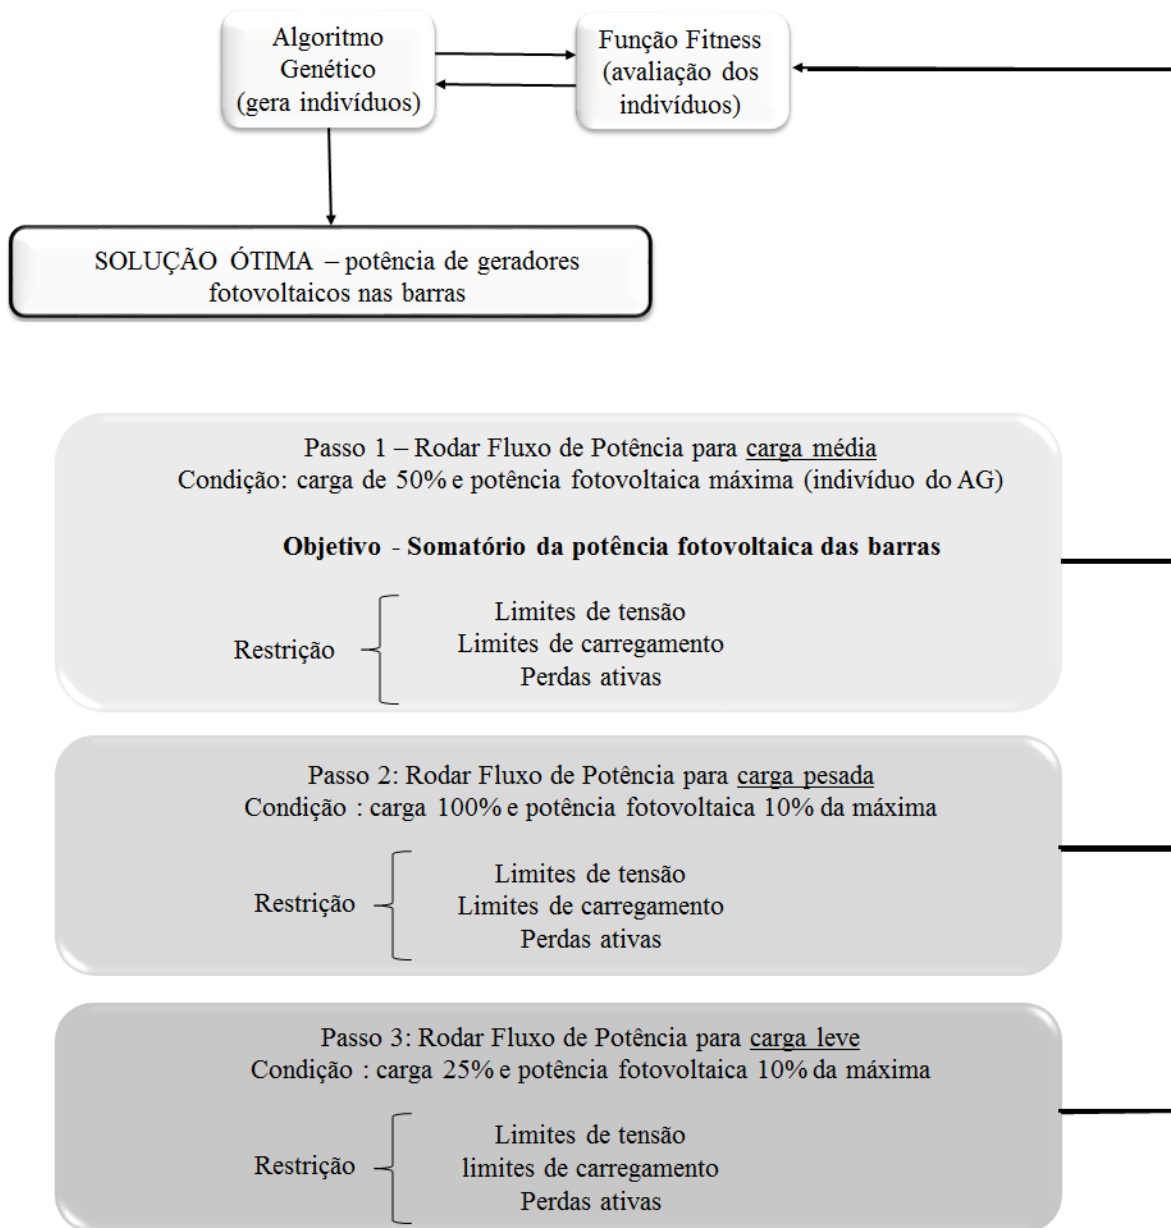 Algoritmo
Genético
(gera indivíduos)
Função Fitness
(avaliação dos
indivíduos)
SOLUÇÃO ÓTIMA – potência de geradores
fotovoltaicos nas barras
Passo 1 – Rodar Fluxo de Potência para carga média
Condição: carga de 50% e potência fotovoltaica máxima (indivíduo do AG)
Objetivo - Somatório da potência fotovoltaica das barras
Restrição
Limites de tensão
Limites de carregamento
Perdas ativas
Passo 2: Rodar Fluxo de Potência para carga pesada
Condição : carga 100% e potência fotovoltaica 10% da máxima
Restrição
Limites de tensão
Limites de carregamento
Perdas ativas
Passo 3: Rodar Fluxo de Potência para carga leve
Condição : carga 25% e potência fotovoltaica 10% da máxima
Restrição
Limites de tensão
limites de carregamento
Perdas ativas